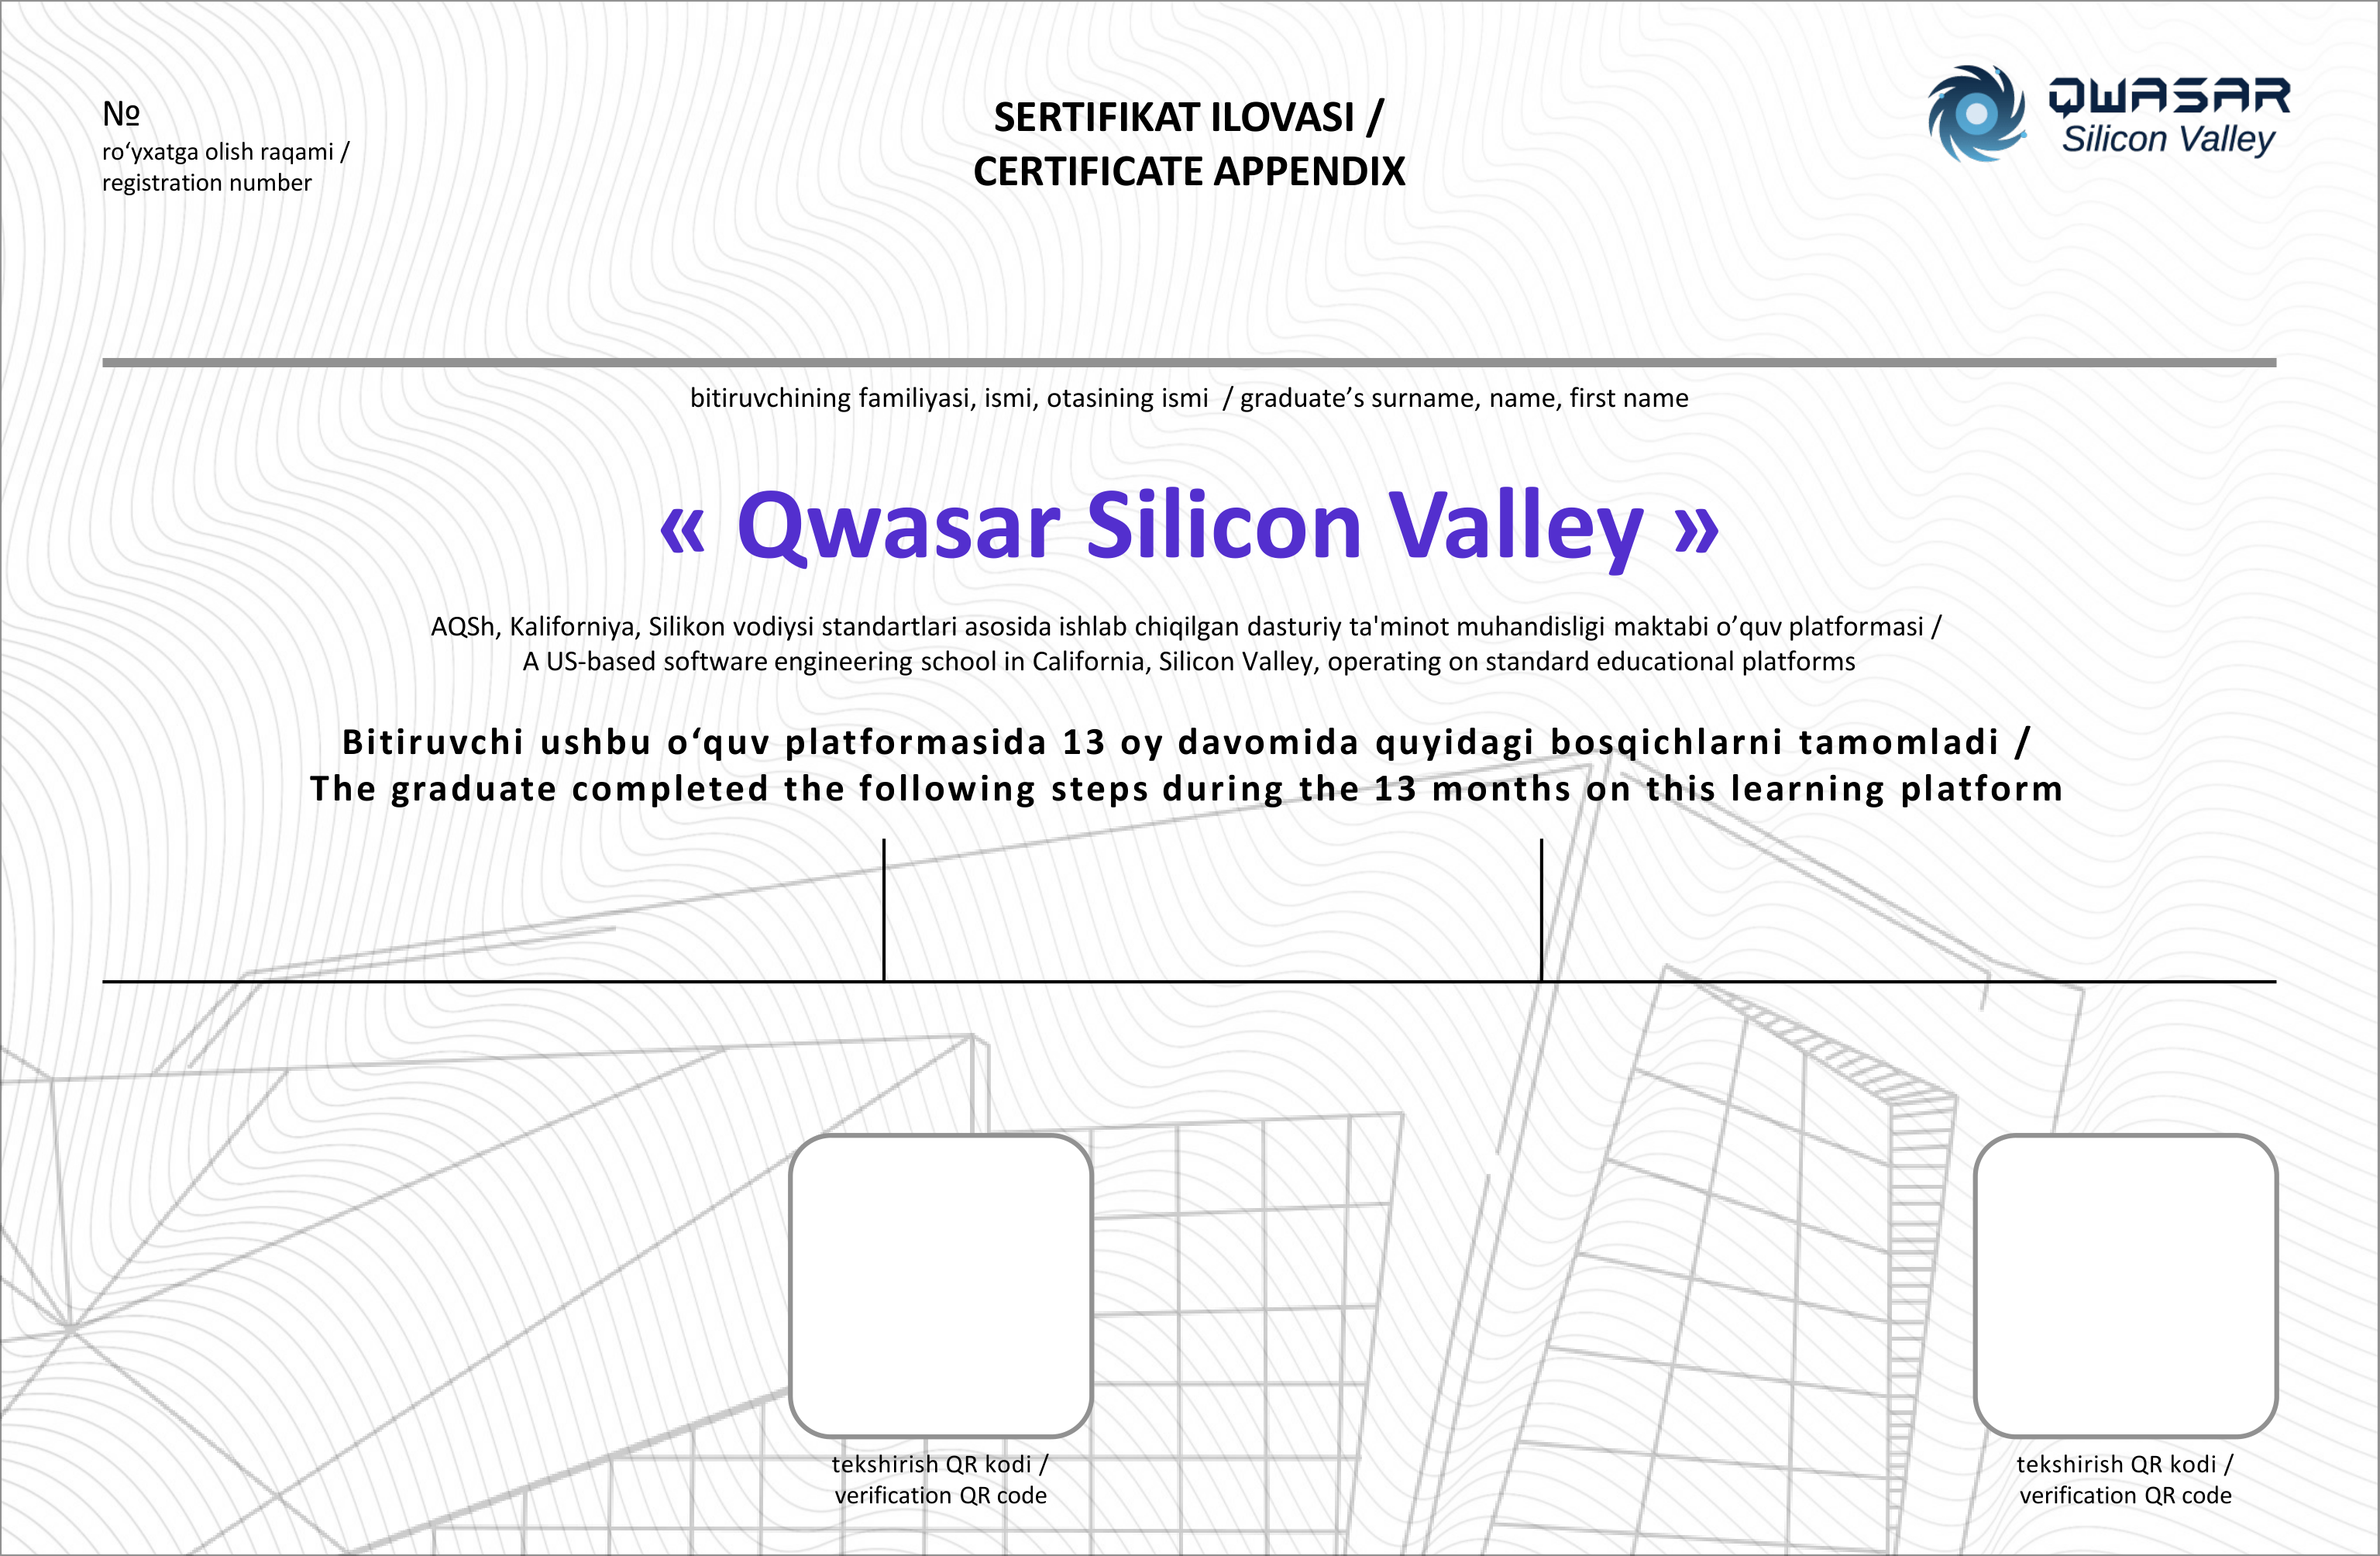 №
ro‘yxatga olish raqami /
registration number
SERTIFIKAT ILOVASI /
CERTIFICATE APPENDIX
QWASAR
Silicon Valley
bitiruvchining familiyasi, ismi, otasining ismi / graduate’s surname, name, first name
« Qwasar Silicon Valley »
AQSh, Kaliforniya, Silikon vodiysi standartlari asosida ishlab chiqilgan dasturiy ta'minot muhandisligi maktabi o’quv platformasi /
A US-based software engineering school in California, Silicon Valley, operating on standard educational platforms
Bitiruvchi ushbu o‘quv platformasida 13 oy davomida quyidagi bosqichlarni tamomladi /
The graduate completed the following steps during the 13 months on this learning platform
tekshirish QR kodi /
verification QR code
tekshirish QR kodi /
verification QR code